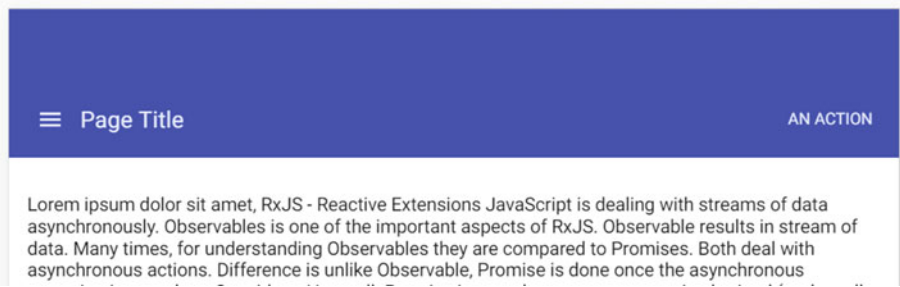 Page Title
AN ACTION
Lorem ipsum dolor sit amet, RxJS - Reactive Extensions JavaScript is dealing with streams of data
asynchronously. Observables is one of the important aspects of RxJS. Observable results in stream of
data. Many times, for understanding Observables they are compared to Promises. Both deal with
asynchronous actions. Difference is unlike Observable, Promise is done once the asynchronous